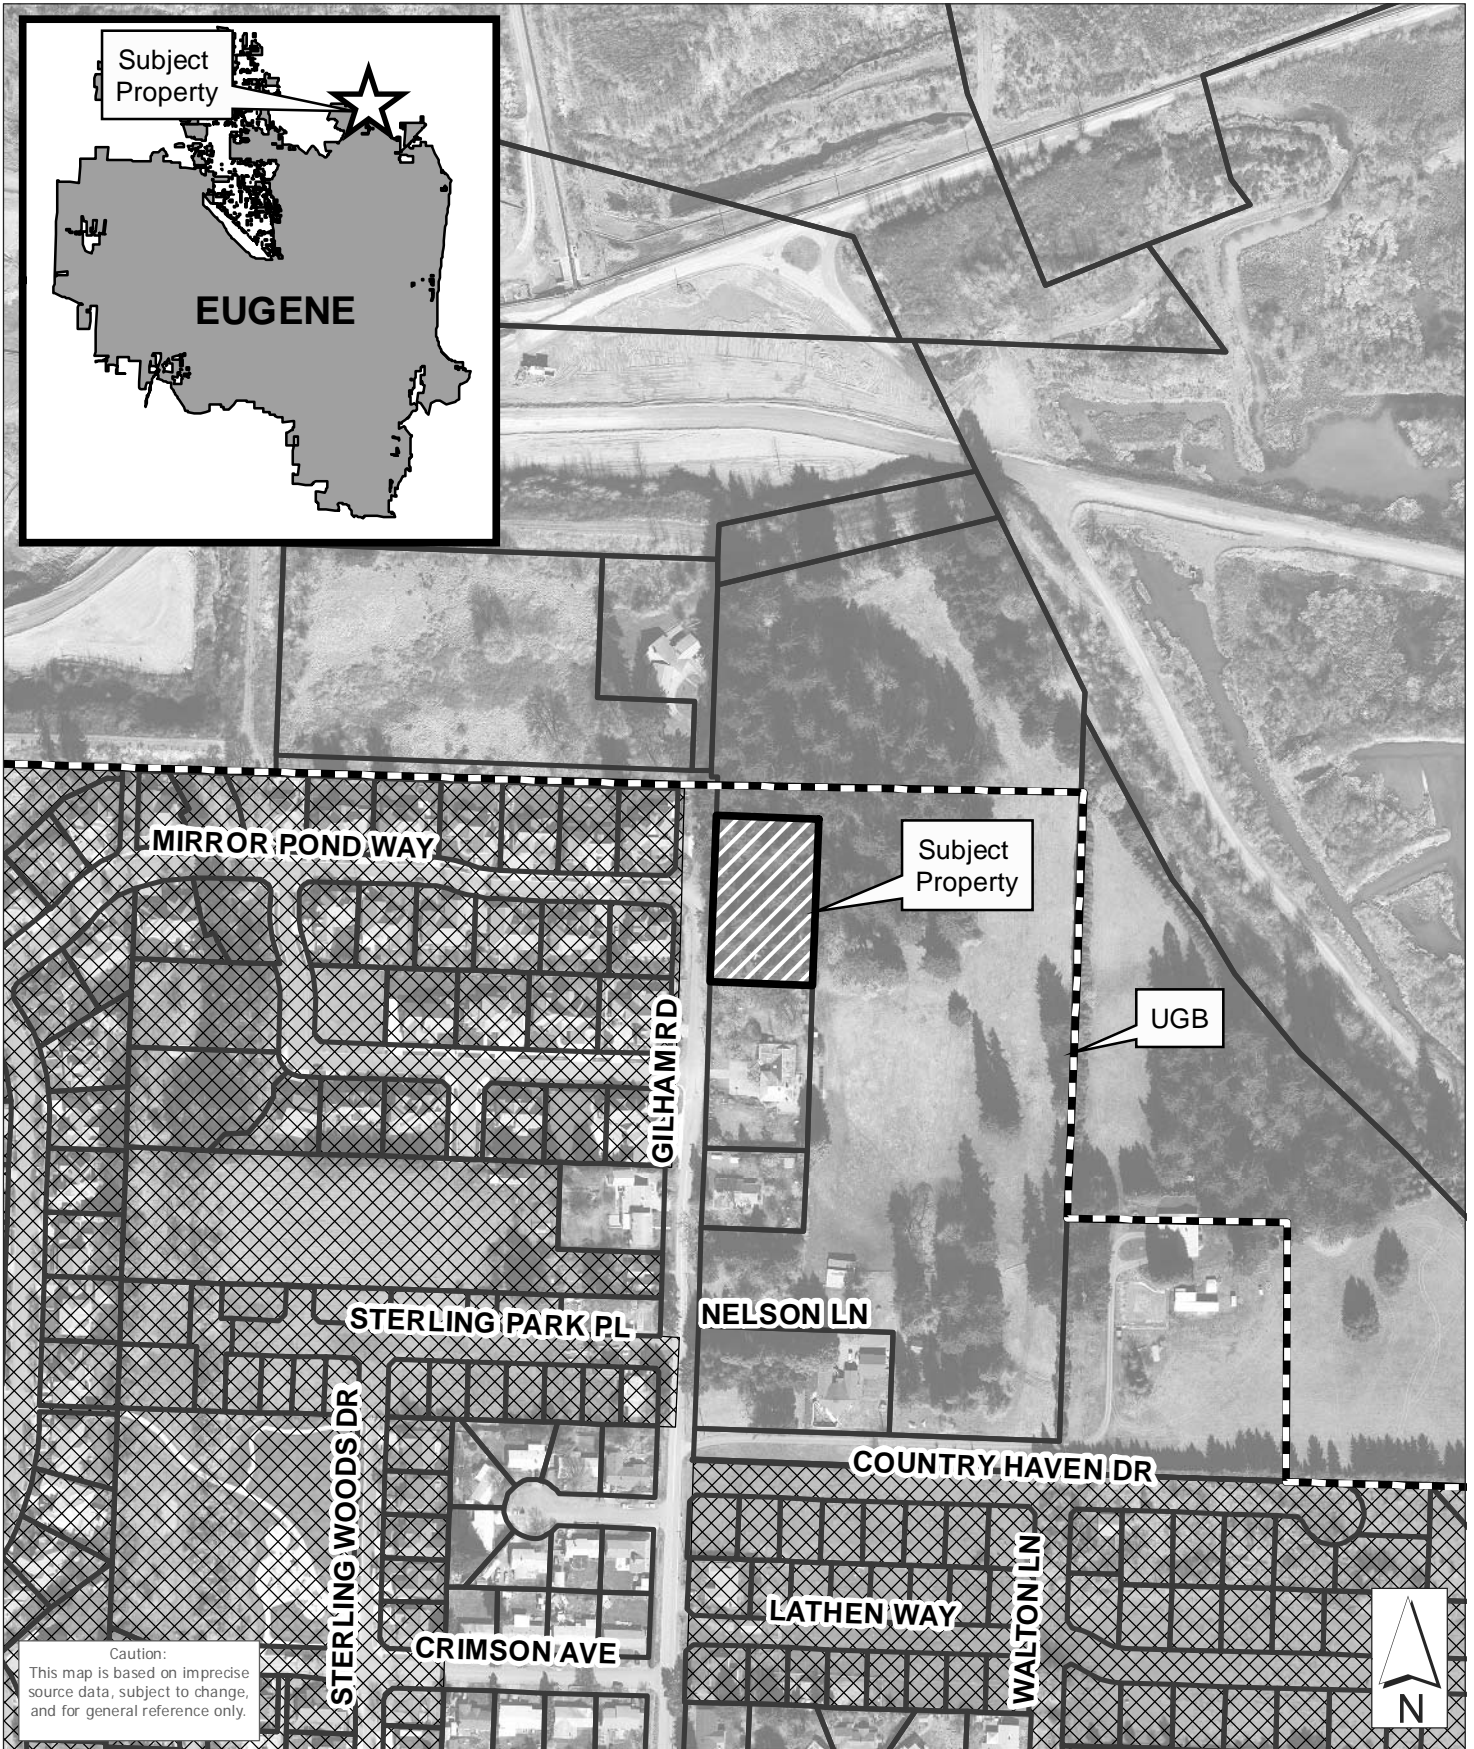 Subject
Property
EUGENE
MIRROR POND WAY
Subject
Property
UGB
GILHAM RD
STERLING PARK PL
NELSON LN
STERLING WOODS DR
COUNTRY HAVEN DR
WALTON LN
LATHEN WAY
CRIMSON AVE
Caution:
This map is based on imprecise
source data, subject to change,
and for general reference only.
N